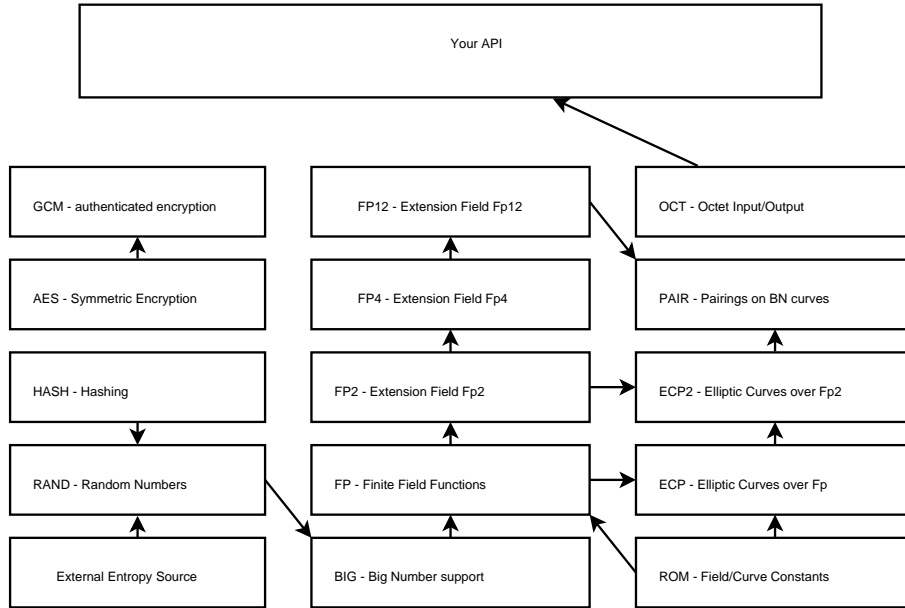 Your API
GCM - authenticated encryption
FP12 - Extension Field Fp12
OCT - Octet Input/Output
AES - Symmetric Encryption
FP4 - Extension Field Fp4
PAIR - Pairings on BN curves
HASH - Hashing
FP2 - Extension Field Fp2
ECP2 - Elliptic Curves over Fp2
RAND - Random Numbers
FP - Finite Field Functions
ECP - Elliptic Curves over Fp
External Entropy Source
BIG - Big Number support
ROM - Field/Curve Constants